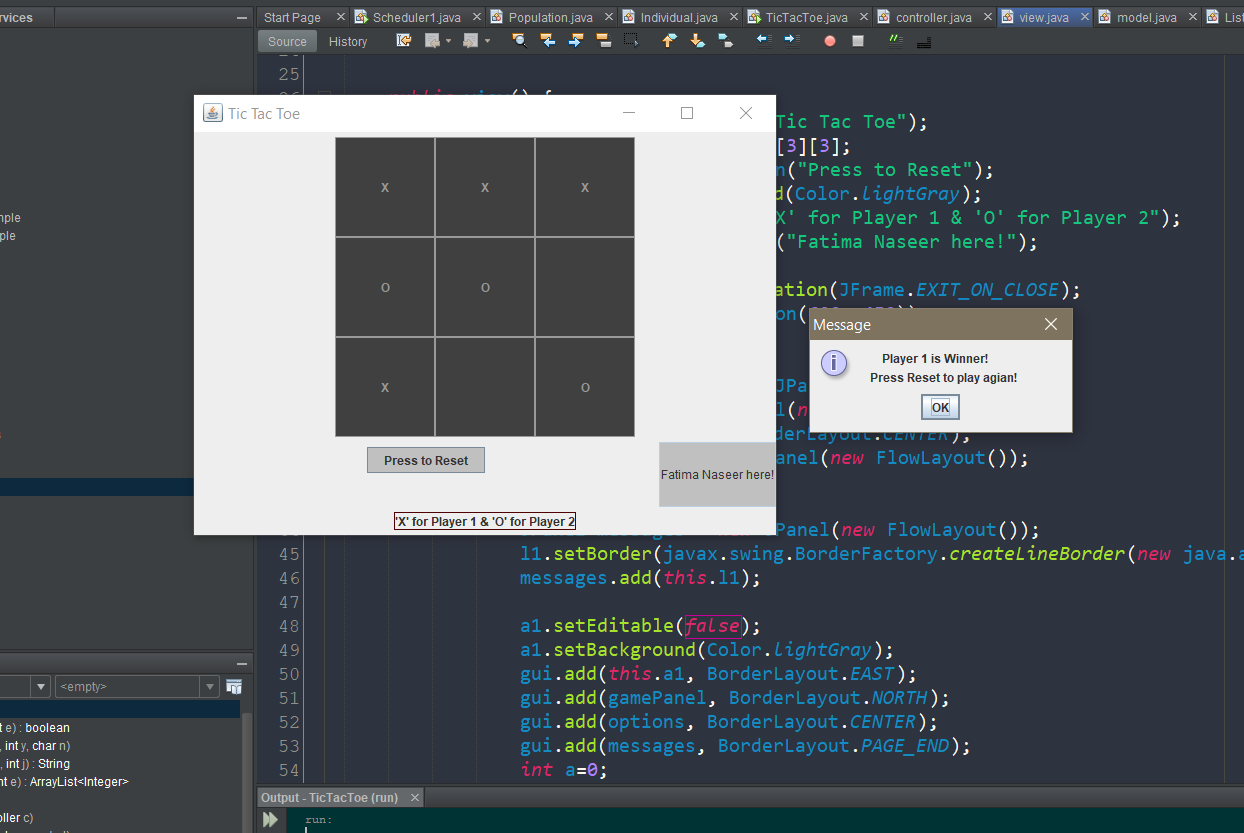 rvices
Start Page
Scheduler1.java
Population.java
Individual.java
TicTacToe.java
controller.java
view.java
model.java
List
Source
History
25
Tic Tac Toe
Tic Tac Toe");
[3][3];
("Press to Reset");
(Color.lightGray);
X' for Player 1 & 'O' for Player 2");
("Fatima Naseer here!");
ation(JFrame.EXIT_ON_CLOSE);
on(
X X X
O O
X O
Press to Reset
Fatima Naseer here!
'X' for Player 1 & 'O' for Player 2
Message
Player 1 is Winner!
Press Reset to play agian!
OK
mple
ple
JPa
l(n
derLayout.CENTER);
anel(new FlowLayout());
Panel(new FlowLayout());
45 l1.setBorder(javax.swing.BorderFactory.createLineBorder(new java.a
46 messages.add(this.l1);
47
48 a1.setEditable(false);
49 a1.setBackground(Color.lightGray);
50 gui.add(this.a1, BorderLayout.EAST);
51 gui.add(gamePanel, BorderLayout.NORTH);
52 gui.add(options, BorderLayout.CENTER);
53 gui.add(messages, BorderLayout.PAGE_END);
54 int a=0;
<empty>
t e) : boolean
, int y, char n)
, int j) : String
nt e) : ArrayList<Integer>
oller c)
Output - TicTacToe (run)
run: